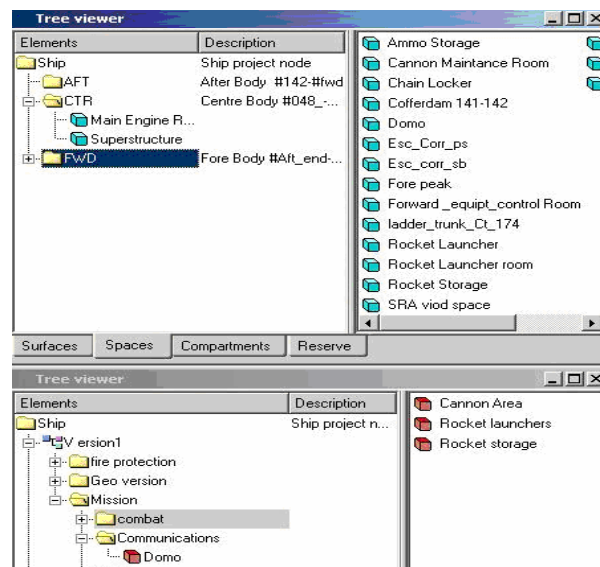 Tree viewer
Elements Description
Ship Ship project node
AFT After Body #142-#fwd
CTR Centre Body #048_-...
Main Engine R...
Superstructure
FWD Fore Body #Aft_end-...
Ammo Storage
Cannon Maintance Room
Chain Locker
Cofferdam 141-142
Domo
Esc_Corr_ps
Esc_corr_sb
Fore peak
Forward _equipt_control Room
ladder_trunk_Ct_174
Rocket Launcher
Rocket Launcher room
Rocket Storage
SRA viod space
Surfaces Spaces Compartments Reserve
Tree viewer
Elements Description
Ship Ship project n...
V ersion1
fire protection
Geo version
Mission
combat
Communications
Domo
Cannon Area
Rocket launchers
Rocket storage